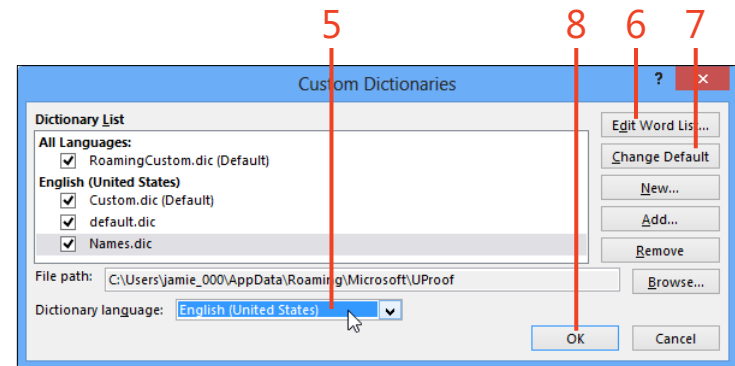 5 8 6 7
Custom Dictionaries ? ×
Dictionary List
All Languages:
RoamingCustom.dic (Default)
English (United States)
Custom.dic (Default)
default.dic
Names.dic
Edit Word List...
Change Default
New...
Add...
Remove
File path: C:\Users\jamie_000\AppData\Roaming\Microsoft\UProof Browse...
Dictionary language: English (United States)
OK Cancel